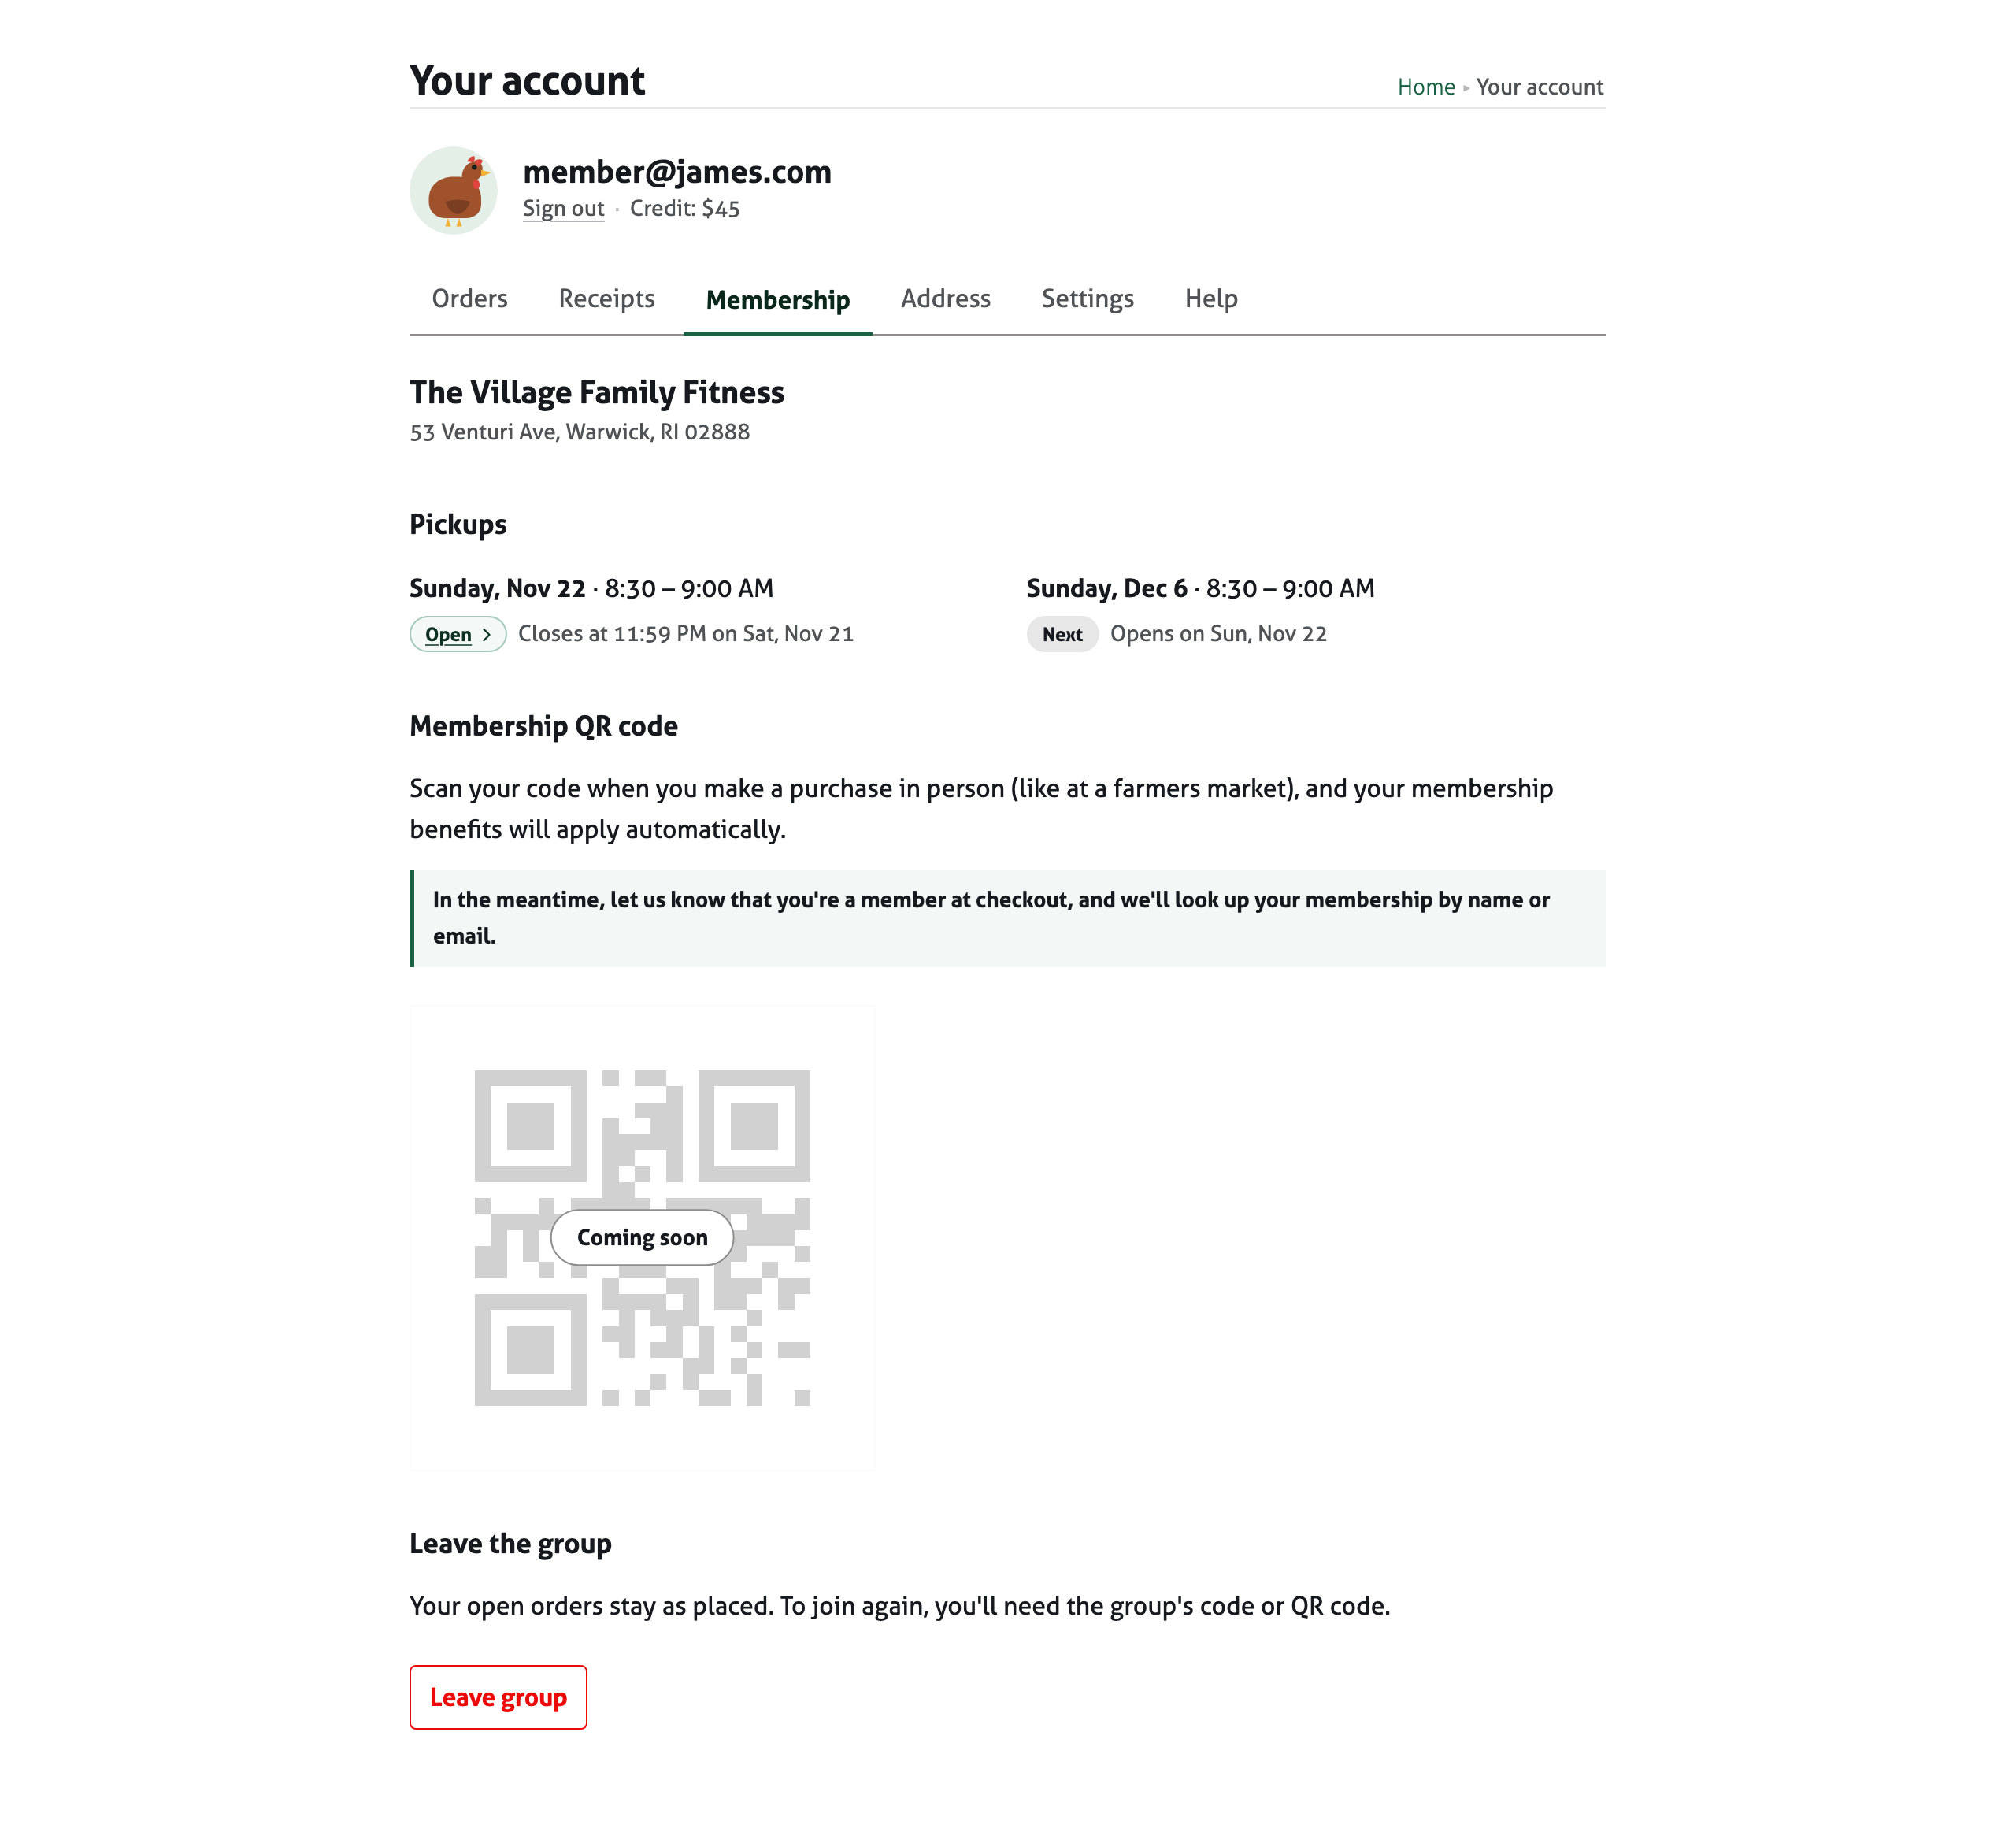 Your account
Home ▸ Your account
member@james.com
Sign out · Credit: $45
Orders Receipts Membership Address Settings Help
The Village Family Fitness
53 Venturi Ave, Warwick, RI 02888
Pickups
Sunday, Nov 22 · 8:30 – 9:00 AM
Open > Closes at 11:59 PM on Sat, Nov 21
Sunday, Dec 6 · 8:30 – 9:00 AM
Next Opens on Sun, Nov 22
Membership QR code
Scan your code when you make a purchase in person (like at a farmers market), and your membership
benefits will apply automatically.
In the meantime, let us know that you're a member at checkout, and we'll look up your membership by name or
email.
Coming soon
Leave the group
Your open orders stay as placed. To join again, you'll need the group's code or QR code.
Leave group